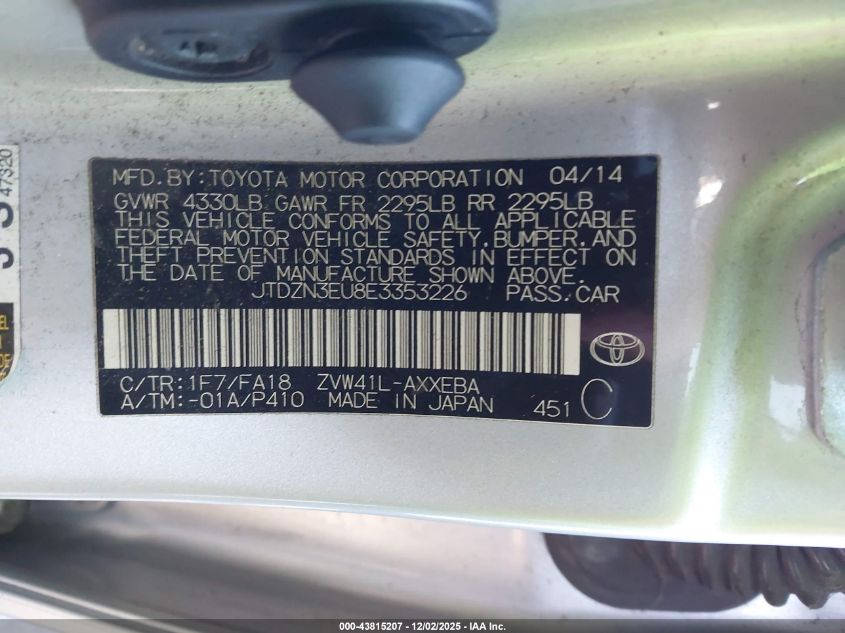 MFD.BY:TOYOTA MOTOR CORPORATION 04/14
GVWR 4330LB GAWR FR 2295LB RR 2295LB
THIS VEHICLE CONFORMS TO ALL APPLICABLE
FEDERAL MOTOR VEHICLE SAFETY,BUMPER,AND
THEFT PREVENTION STANDARDS IN EFFECT ON
THE DATE OF MANUFACTURE SHOWN ABOVE.
JTDZN3EU8E3353226 PASS.CAR
C/TR:1F7/FA18 ZVW41L-AXXEBA
A/TM:-01A/P410 MADE IN JAPAN 451 C
47320
000-43815207 - 12/02/2025 - IAA Inc.